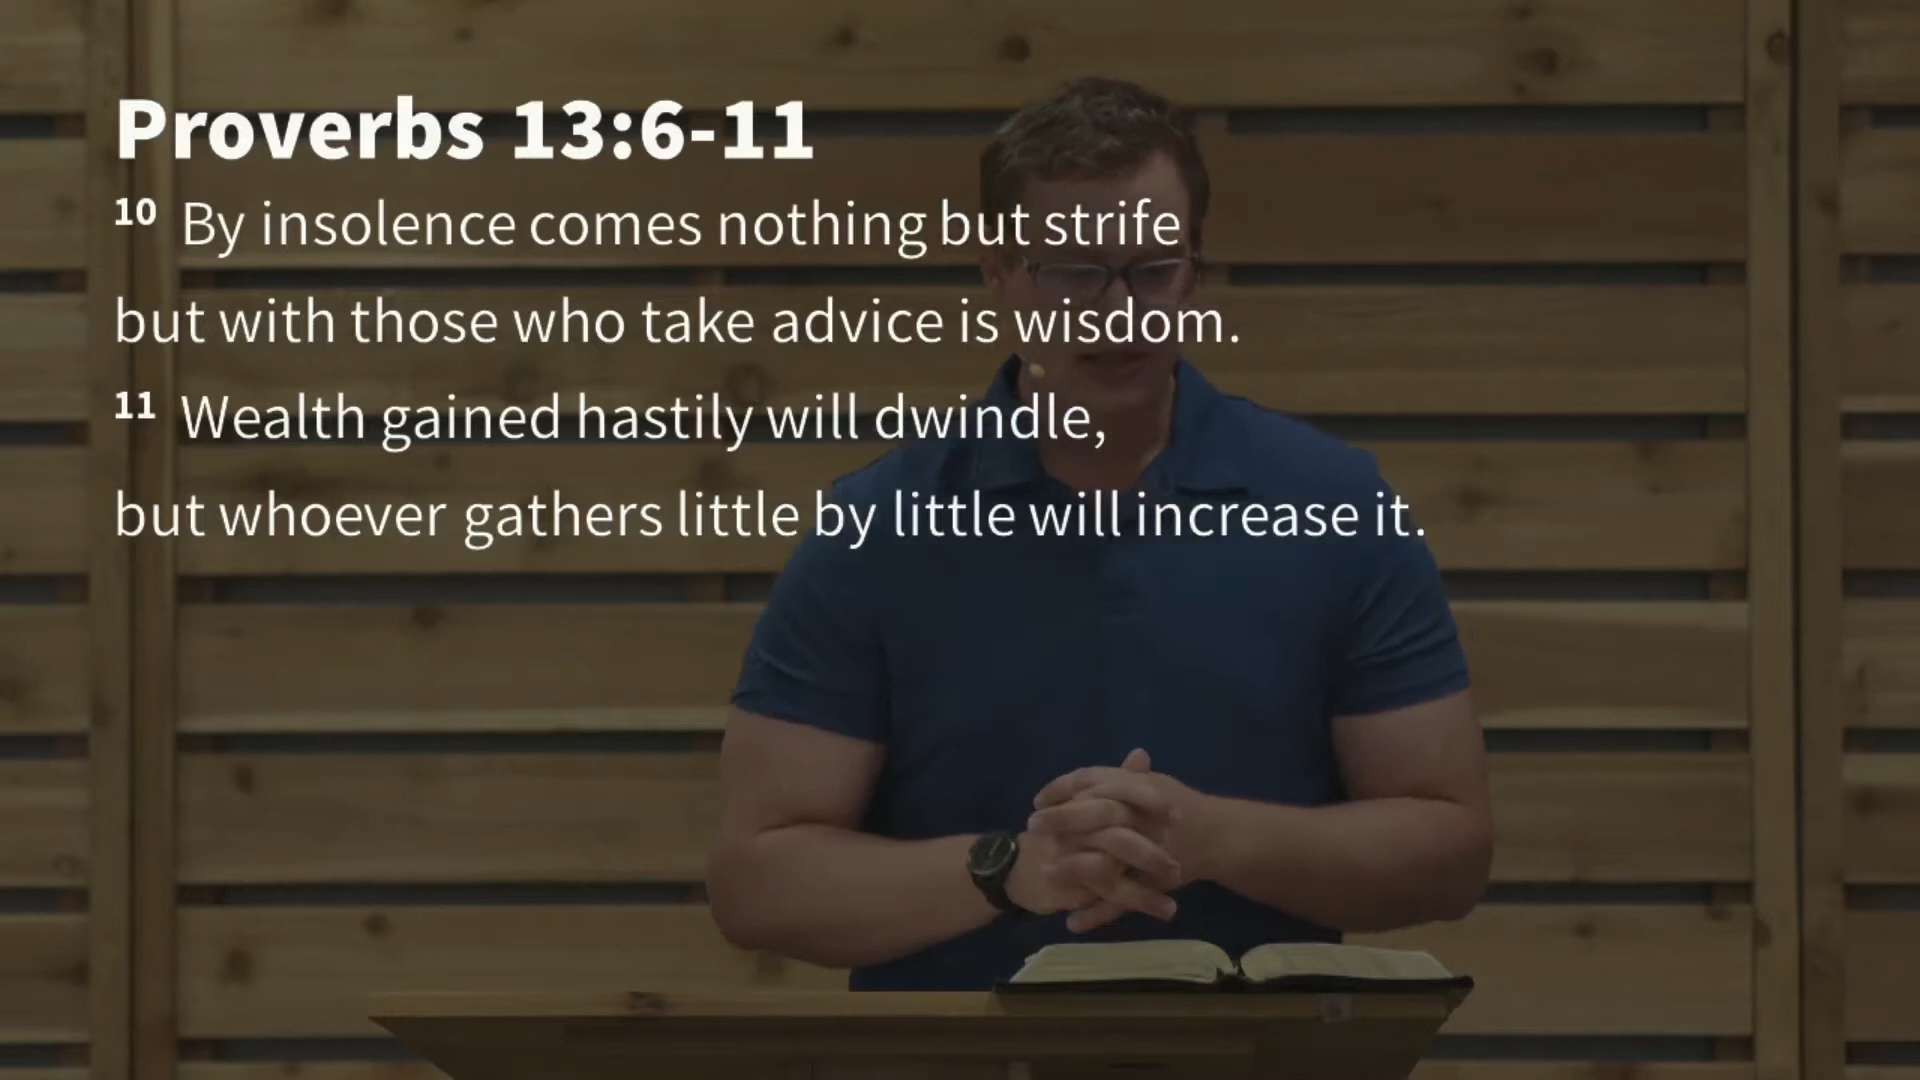 Proverbs 13:6-11
10 By insolence comes nothing but strife
but with those who take advice is wisdom.
11 Wealth gained hastily will dwindle,
but whoever gathers little by little will increase it.